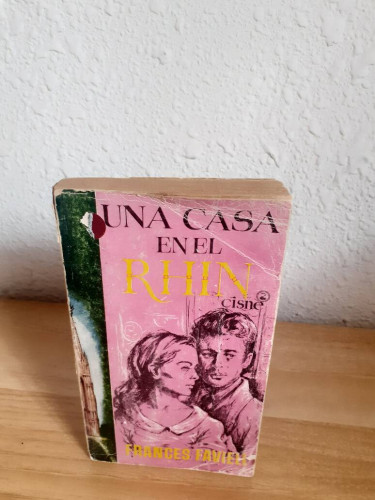 UNA CASA
EN EL
RHIN
cisne
FRANCES FAVIELL